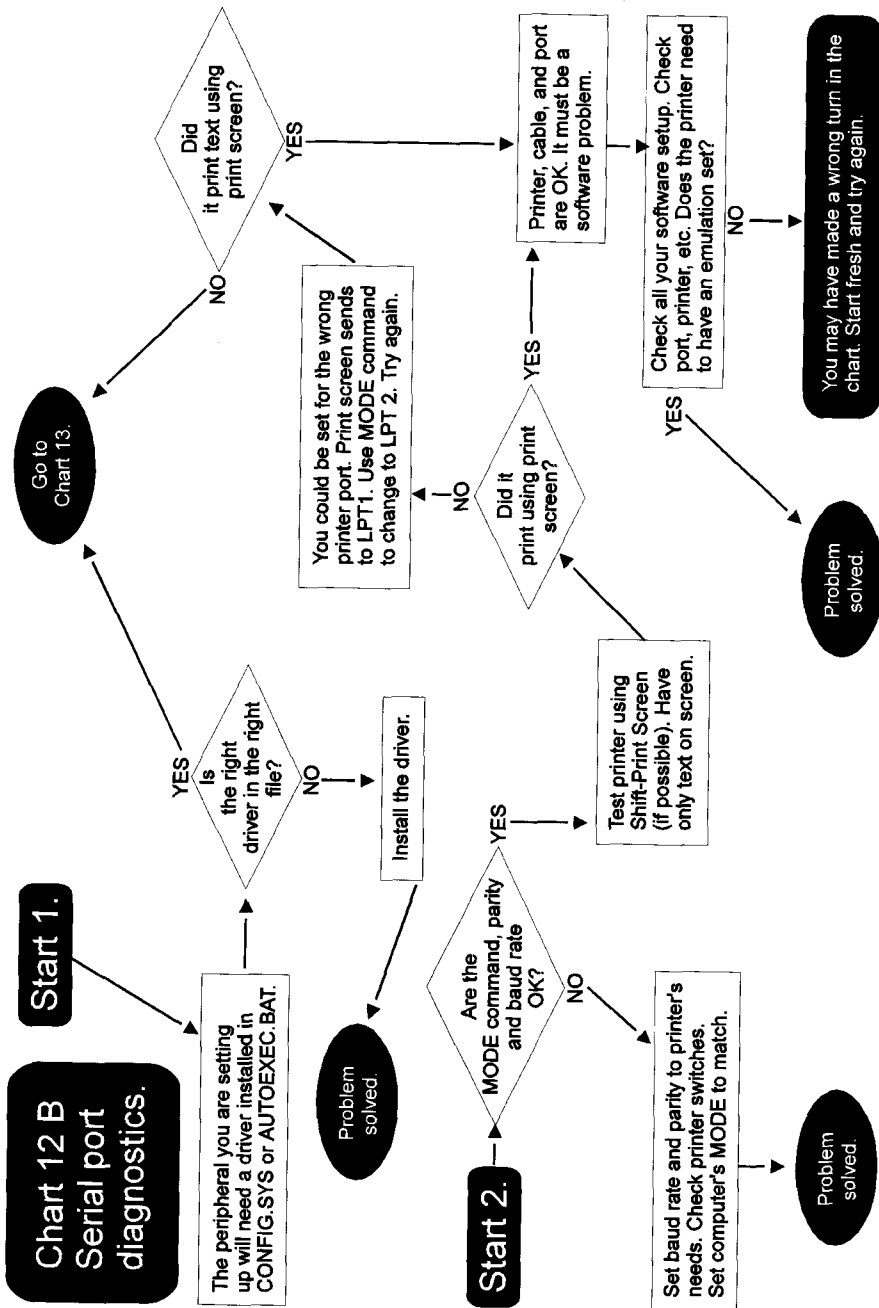 Chart 12 B
Serial port
diagnostics.
Start 1.
The peripheral you are setting
up will need a driver installed in
CONFIG.SYS or AUTOEXEC.BAT.
Is
the right
driver in the right
file?
YES
NO
Go to
Chart 13.
Install the driver.
Problem
solved.
Start 2.
Are the
MODE command, parity
and baud rate
OK?
YES
NO
Set baud rate and parity to printer's
needs. Check printer switches.
Set computer's MODE to match.
Problem
solved.
Test printer using
Shift-Print Screen
(if possible). Have
only text on screen.
Did it
print using print
screen?
NO
YES
You could be set for the wrong
printer port. Print screen sends
to LPT1. Use MODE command
to change to LPT 2. Try again.
Did
it print text using
print screen?
NO
YES
Printer, cable, and port
are OK. It must be a
software problem.
Check all your software setup. Check
port, printer, etc. Does the printer need
to have an emulation set?
YES
NO
Problem
solved.
You may have made a wrong turn in the
chart. Start fresh and try again.